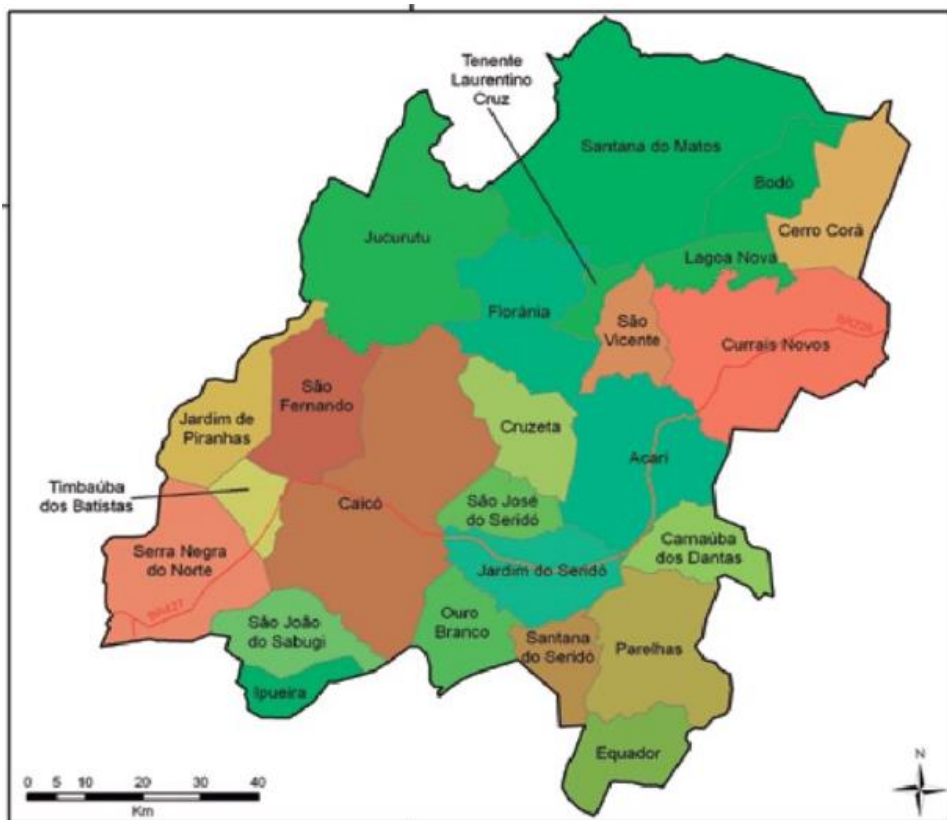 Tenente
Laurentino
Cruz
Santana do Matos
Bodó
Cerro Corá
Jucurutu
Lagoa Nova
Florânia
São
Vicente
BR226
Currais Novos
São
Fernando
Jardim de
Piranhas
Cruzeta
Acari
Timbaúba
dos Batistas
Caicó
São José
do Seridó
Serra Negra
do Norte
Carnaúba
dos Dantas
Jardim do Seridó
BR427
São João
do Sabugi
Ouro
Branco
Santana
do Seridó
Parelhas
Ipueira
Equador
N
0 5 10 20 30 40
Km